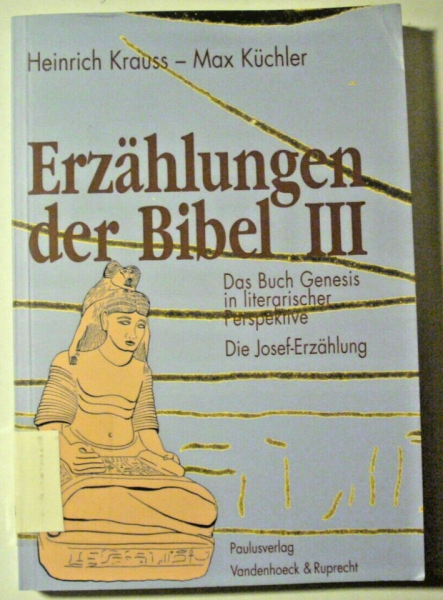 Heinrich Krauss – Max Küchler
Erzählungen
der Bibel III
Das Buch Genesis
in literarischer
Perspektive
Die Josef-Erzählung
Paulusverlag
Vandenhoeck & Ruprecht